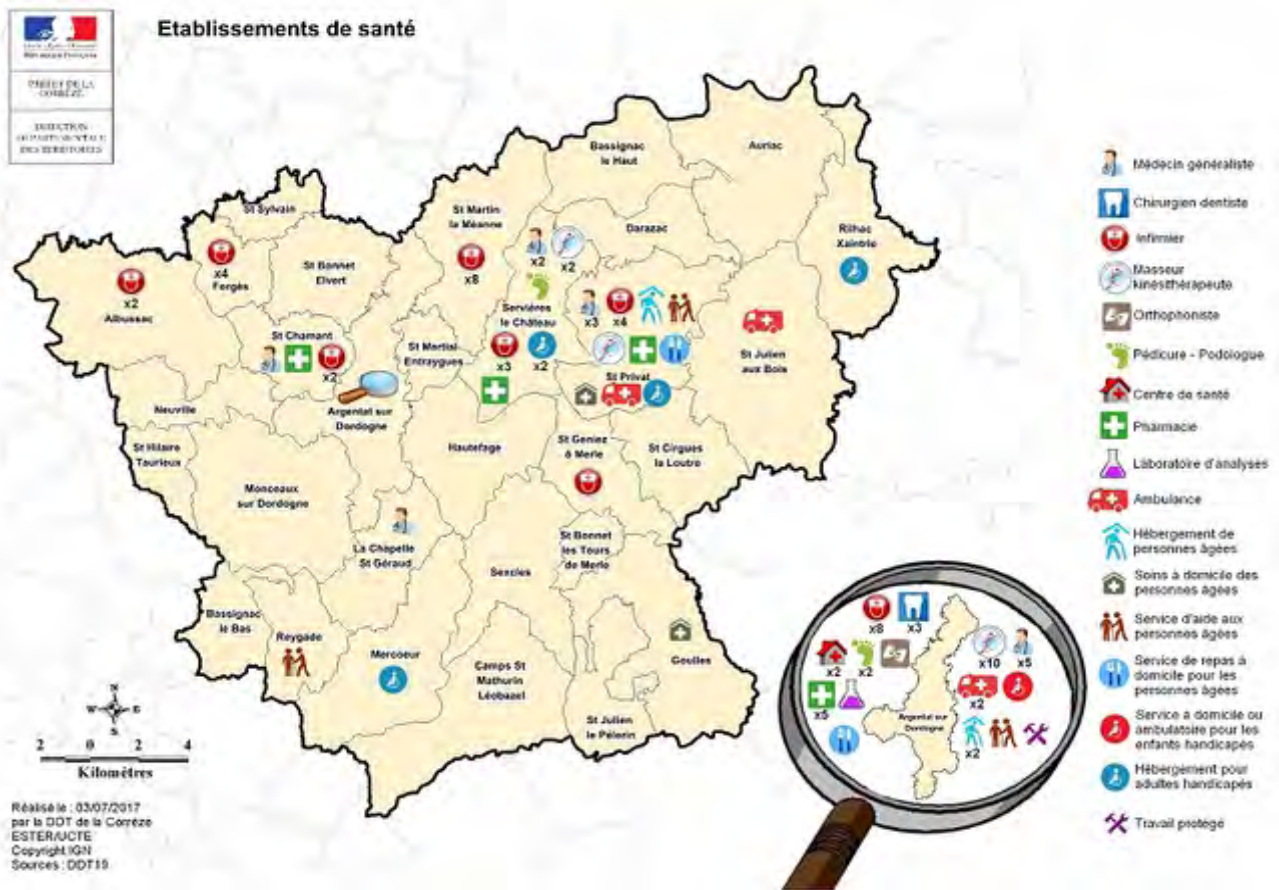 Etablissements de santé
PREFET DE LA
CORRÈZE
DIRECTION
DEPARTEMENTALE
DES TERRITOIRES
Bassignac
le Haut
Auriac
St Sylvain
St Martin
la Méanne
Darazac
Rilhac
Xaintrie
x4
Forgès
St Bonnet
Elvert
x8
x2
x2
x2
Albussac
x3
x4
Servières
le Château
St Chamant
x2
St Martial
Entraygues
x3
x2
St Julien
aux Bois
St Privat
Neuville
Argentat sur
Dordogne
St Hilaire
Taurieux
Hautefage
St Geniez
ô Merle
St Cirgues
la Loutre
Monceaux
sur Dordogne
La Chapelle
St Géraud
St Bonnet
les Tours
de Merle
Sexcles
Bassignac
le Bas
Reygade
Mercoeur
Goulles
Camps St
Mathurin
Léobazel
St Julien
le Pèlerin
x8
x3
x10
x5
x2
x2
x2
x5
Argentat sur
Dordogne
x2
Médecin généraliste
Chirurgien dentiste
Infirmier
Masseur
kinésithérapeute
Orthophoniste
Pédicure - Podologue
Centre de santé
Pharmacie
Laboratoire d'analyses
Ambulance
Hébergement de
personnes âgées
Soins à domicile des
personnes âgées
Service d'aide aux
personnes âgées
Service de repas à
domicile pour les
personnes âgées
Service à domicile ou
ambulatoire pour les
enfants handicapés
Hébergement pour
adultes handicapés
Travail protégé
N
W E
S
2 0 2 4
Kilomètres
Réalisé le : 03/07/2017
par la DDT de la Corrèze
ESTER/UCTE
Copyright IGN
Sources : DDT19